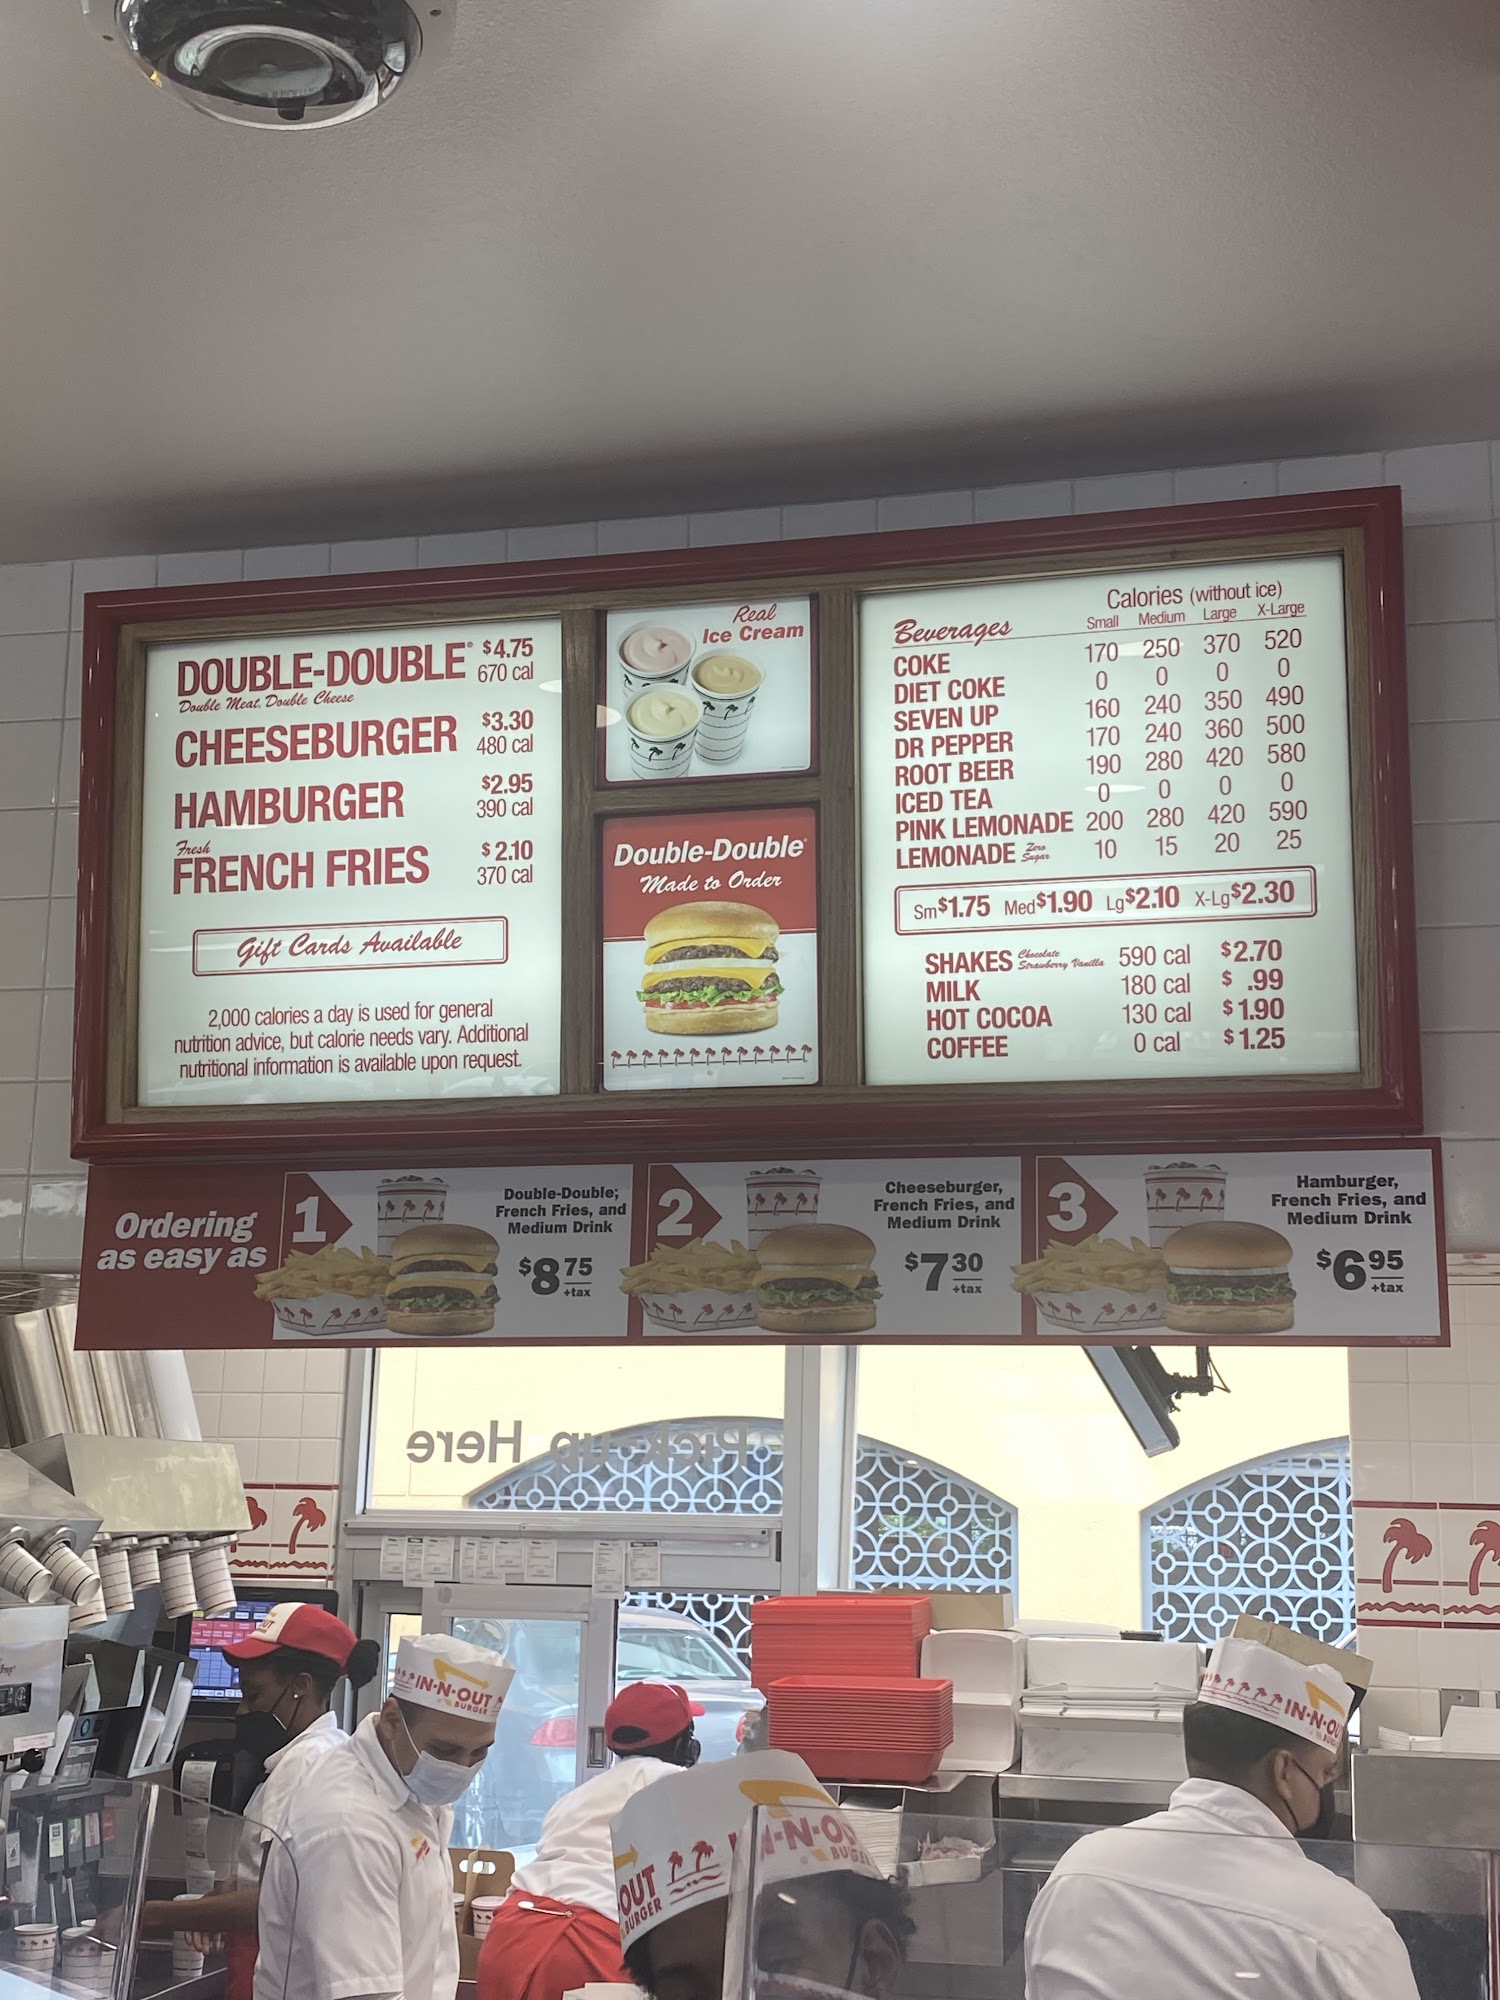 DOUBLE-DOUBLE® $4.75
Double Meat, Double Cheese 670 cal
CHEESEBURGER $3.30
480 cal
HAMBURGER $2.95
390 cal
Fresh
FRENCH FRIES $2.10
370 cal
Gift Cards Available
2,000 calories a day is used for general
nutrition advice, but calorie needs vary. Additional
nutritional information is available upon request.
Real
Ice Cream
Double-Double®
Made to Order
Calories (without ice)
Beverages Small Medium Large X-Large
COKE 170 250 370 520
DIET COKE 0 0 0 0
SEVEN UP 160 240 350 490
DR PEPPER 170 240 360 500
ROOT BEER 190 280 420 580
ICED TEA 0 0 0 0
PINK LEMONADE 200 280 420 590
LEMONADE Zero Sugar 10 15 20 25
Sm $1.75 Med $1.90 Lg $2.10 X-Lg $2.30
SHAKES Chocolate Strawberry Vanilla 590 cal $2.70
MILK 180 cal $ .99
HOT COCOA 130 cal $1.90
COFFEE 0 cal $1.25
Ordering
as easy as
1
Double-Double,®
French Fries, and
Medium Drink
$8.75
+tax
2
Cheeseburger,
French Fries, and
Medium Drink
$7.30
+tax
3
Hamburger,
French Fries, and
Medium Drink
$6.95
+tax
Pick-up Here
IN-N-OUT
BURGER
OUT
BURGER
IN-N-OU
BURGER
IN-N-OUT